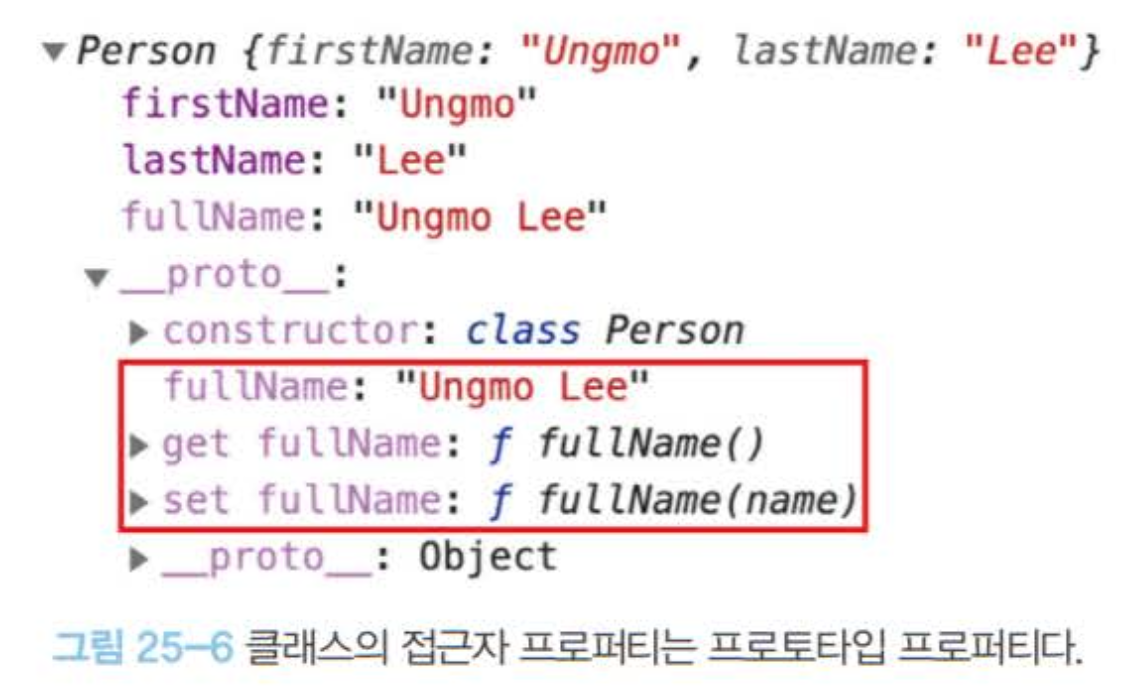 ▼ Person {firstName: "Ungmo", lastName: "Lee"}
firstName: "Ungmo"
lastName: "Lee"
fullName: "Ungmo Lee"
▼ __proto__:
▶ constructor: class Person
fullName: "Ungmo Lee"
▶ get fullName: ƒ fullName()
▶ set fullName: ƒ fullName(name)
▶ __proto__: Object
그림 25-6 클래스의 접근자 프로퍼티는 프로토타입 프로퍼티다.